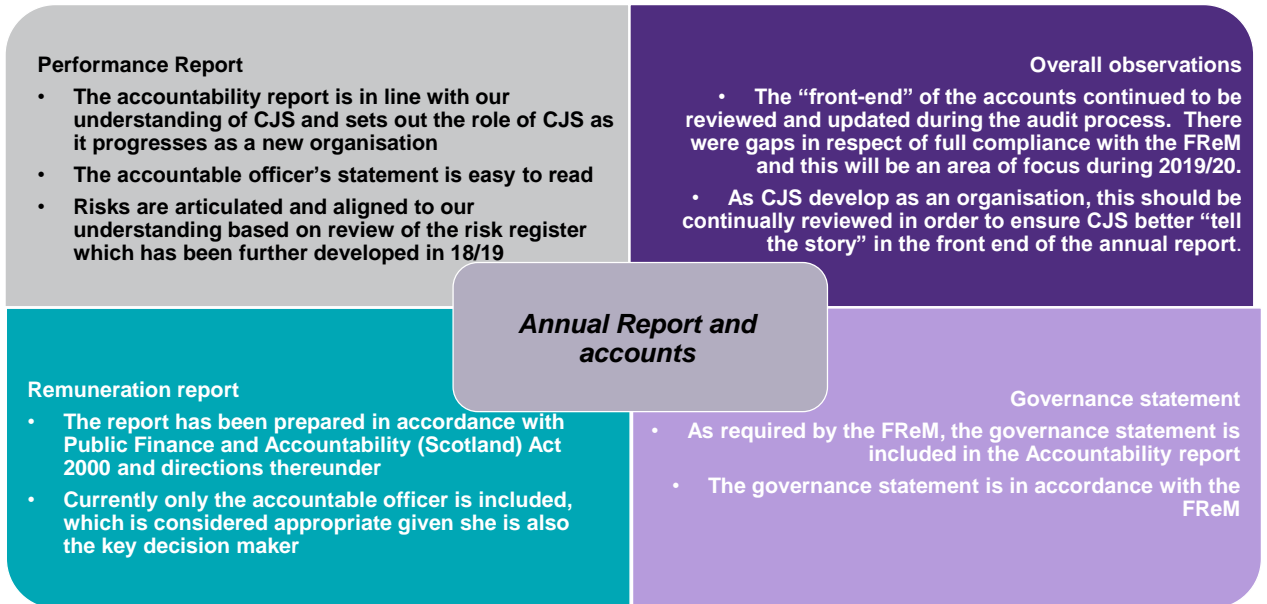 Performance Report
• The accountability report is in line with our
understanding of CJS and sets out the role of CJS as
it progresses as a new organisation
• The accountable officer's statement is easy to read
• Risks are articulated and aligned to our
understanding based on review of the risk register
which has been further developed in 18/19
Overall observations
• The “front-end” of the accounts continued to be
reviewed and updated during the audit process. There
were gaps in respect of full compliance with the FReM
and this will be an area of focus during 2019/20.
• As CJS develop as an organisation, this should be
continually reviewed in order to ensure CJS better “tell
the story” in the front end of the annual report.
Annual Report and
accounts
Remuneration report
• The report has been prepared in accordance with
Public Finance and Accountability (Scotland) Act
2000 and directions thereunder
• Currently only the accountable officer is included,
which is considered appropriate given she is also
the key decision maker
Governance statement
• As required by the FReM, the governance statement is
included in the Accountability report
• The governance statement is in accordance with the
FReM